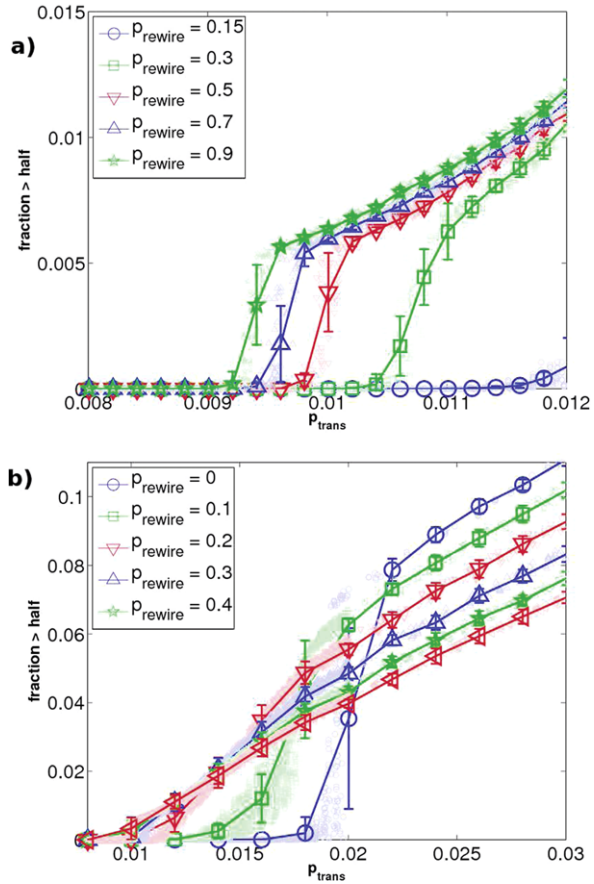 a)
0.015
p_rewire = 0.15
p_rewire = 0.3
p_rewire = 0.5
p_rewire = 0.7
p_rewire = 0.9
0.01
0.005
0
fraction > half
0.008
0.009
0.01
0.011
0.012
p_trans
b)
p_rewire = 0
p_rewire = 0.1
p_rewire = 0.2
p_rewire = 0.3
p_rewire = 0.4
0.1
0.08
0.06
0.04
0.02
0
fraction > half
0.01
0.015
0.02
0.025
0.03
p_trans